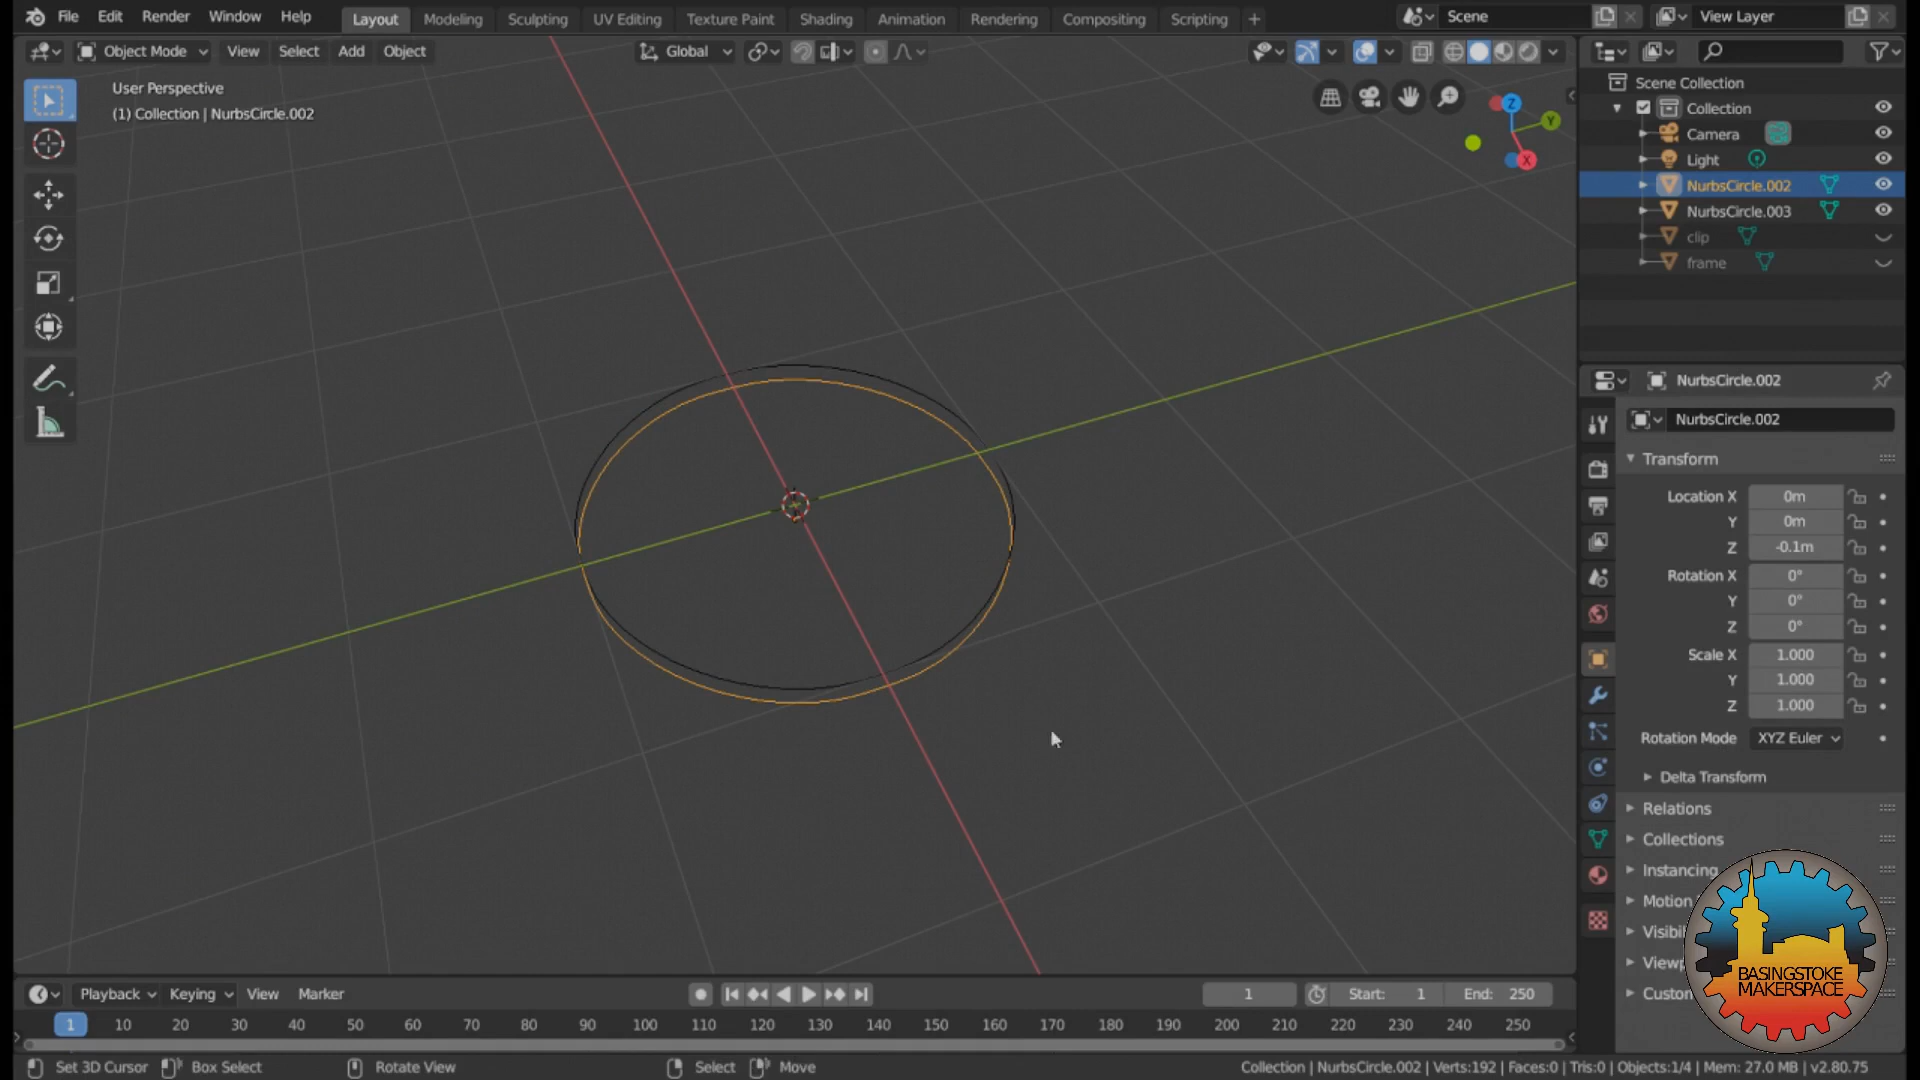 File Edit Render Window Help Layout Modeling Sculpting UV Editing Texture Paint Shading Animation Rendering Compositing Scripting + Scene View Layer
Object Mode View Select Add Object Global
User Perspective
(1) Collection | NurbsCircle.002
Z
Y
X
Scene Collection
Collection
Camera
Light
NurbsCircle.002
NurbsCircle.003
clip
frame
NurbsCircle.002
NurbsCircle.002
Transform
Location X 0m
Y 0m
Z -0.1m
Rotation X 0°
Y 0°
Z 0°
Scale X 1.000
Y 1.000
Z 1.000
Rotation Mode XYZ Euler
Delta Transform
Relations
Collections
Instancing
Motion
Visibi
Viewp
Custon
BASINGSTOKE
MAKERSPACE
Playback Keying View Marker 1 Start: 1 End: 250
1 10 20 30 40 50 60 70 80 90 100 110 120 130 140 150 160 170 180 190 200 210 220 230 240 250
Set 3D Cursor Box Select Rotate View Select Move Collection | NurbsCircle.002 | Verts:192 | Faces:0 | Tris:0 | Objects:1/4 | Mem: 27.0 MB | v2.80.75